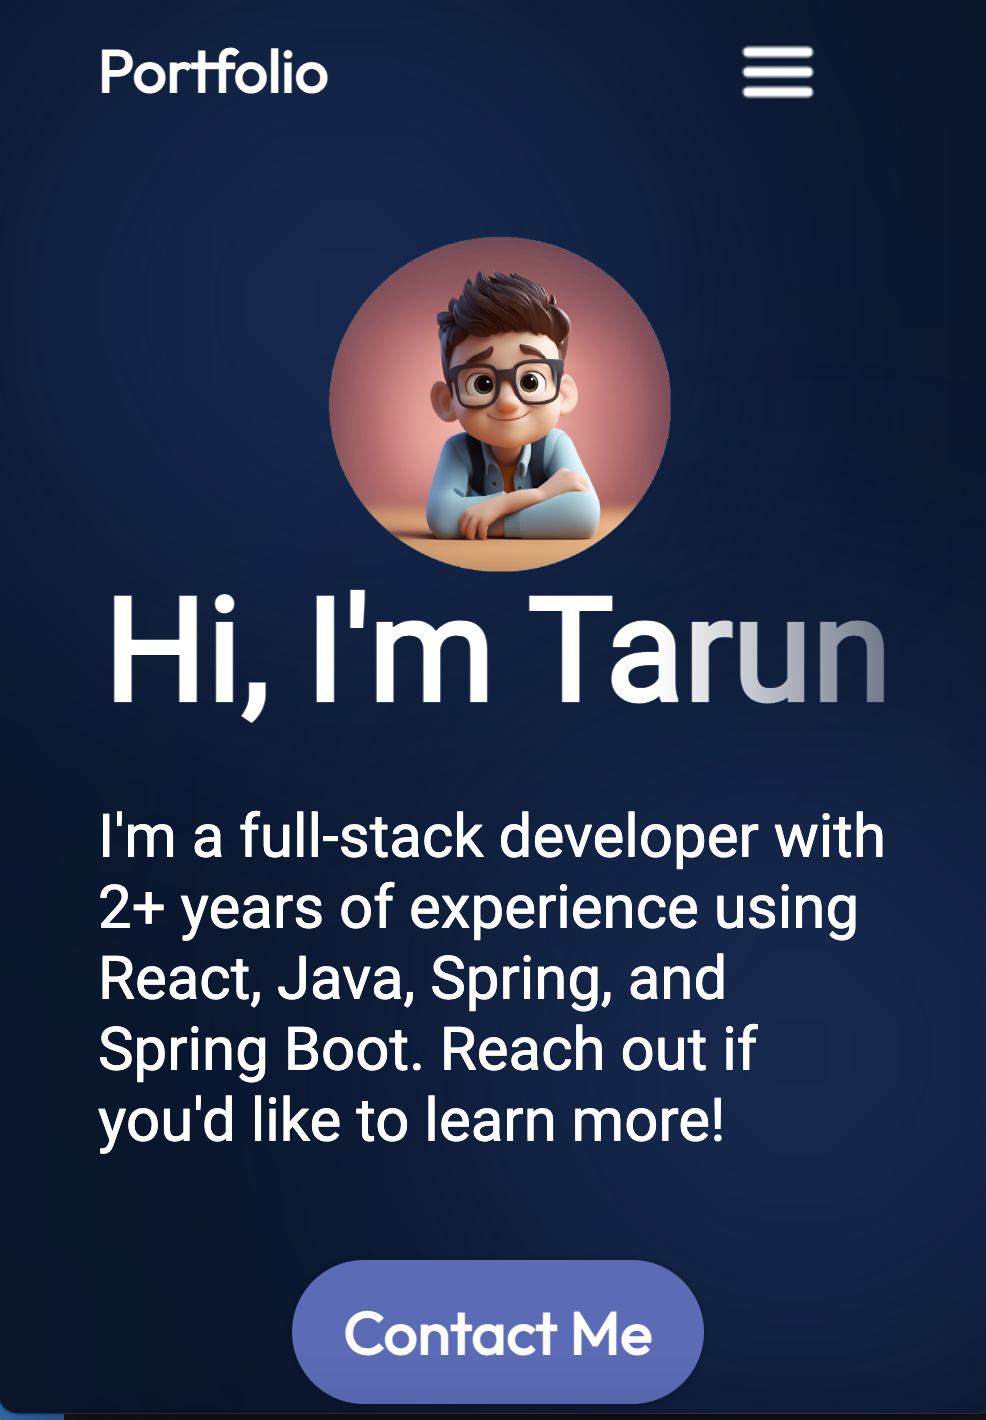 Portfolio
Hi, I'm Tarun
I'm a full-stack developer with
2+ years of experience using
React, Java, Spring, and
Spring Boot. Reach out if
you'd like to learn more!
Contact Me